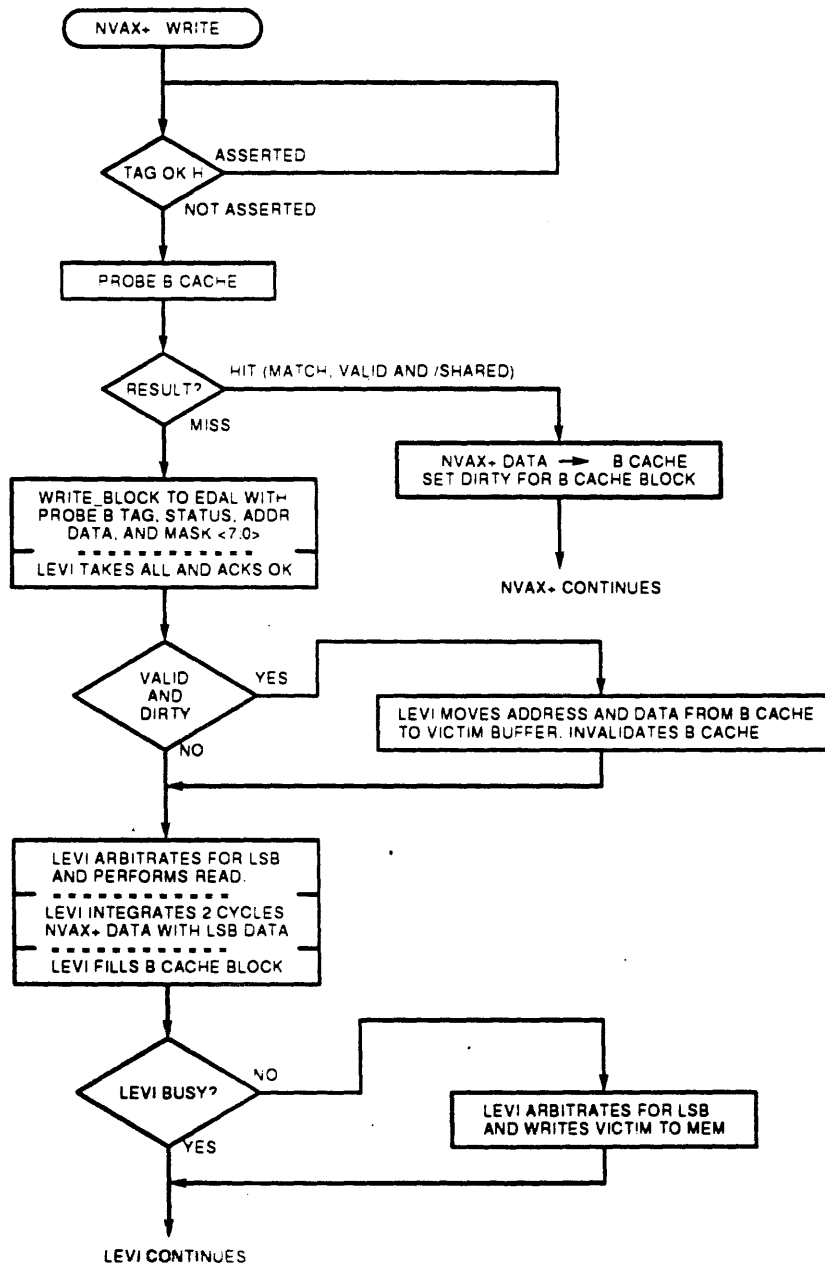 NVAX+ WRITE
ASSERTED
TAG OK H
NOT ASSERTED
PROBE B CACHE
HIT (MATCH, VALID AND /SHARED)
RESULT?
MISS
NVAX+ DATA → B CACHE
SET DIRTY FOR B CACHE BLOCK
WRITE_BLOCK TO EDAL WITH
PROBE B TAG, STATUS, ADDR
DATA, AND MASK <7.0>
LEVI TAKES ALL AND ACKS OK
NVAX+ CONTINUES
YES
VALID
AND
DIRTY
NO
LEVI MOVES ADDRESS AND DATA FROM B CACHE
TO VICTIM BUFFER. INVALIDATES B CACHE
LEVI ARBITRATES FOR LSB
AND PERFORMS READ.
LEVI INTEGRATES 2 CYCLES
NVAX+ DATA WITH LSB DATA
LEVI FILLS B CACHE BLOCK
NO
LEVI BUSY?
YES
LEVI ARBITRATES FOR LSB
AND WRITES VICTIM TO MEM
LEVI CONTINUES